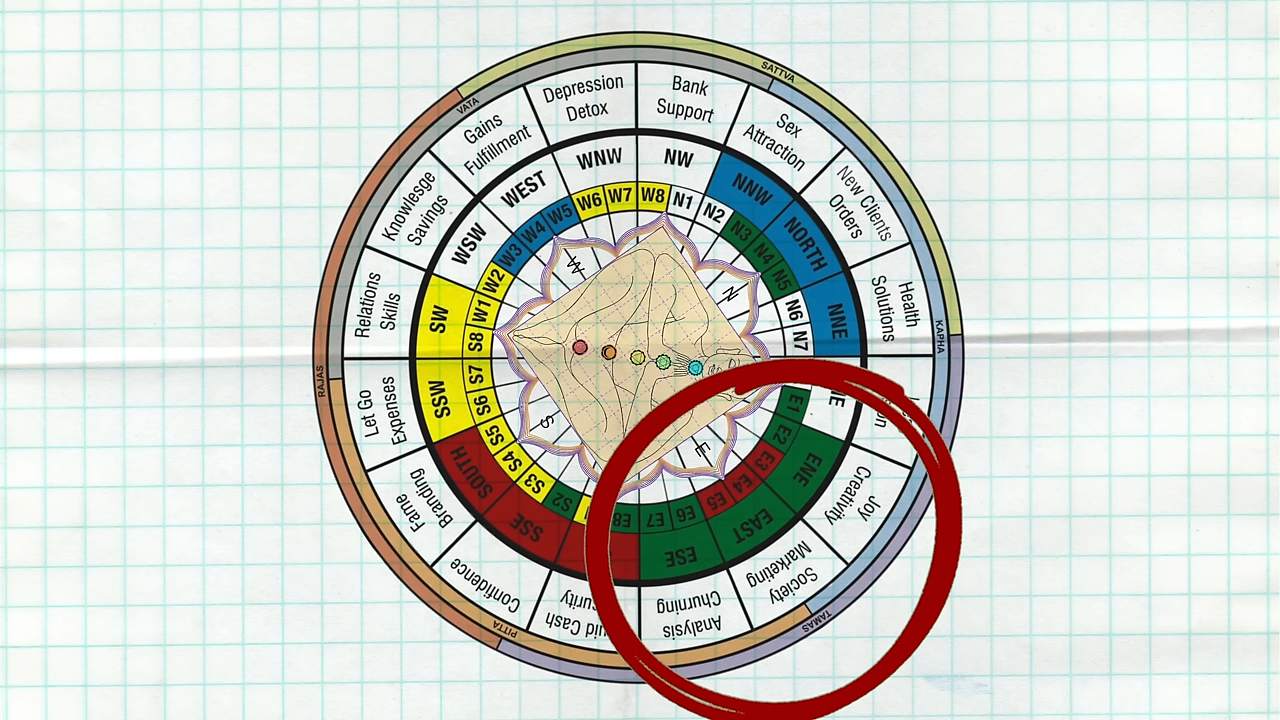 SATTVA
VATA
KAPHA
RAJAS
PITTA
TAMAS
Depression
Detox
Bank
Support
Sex
Attraction
New Clients
Orders
Health
Solutions
Joy
Creativity
Society
Marketing
Analysis
Churning
Confidence
Fame
Branding
Let Go
Expenses
Relations
Skills
Knowlesge
Savings
Gains
Fulfillment
WNW
NW
NNW
NORTH
NNE
ENE
EAST
ESE
SSE
SOUTH
SSW
SW
WSW
WEST
W6
W7
W8
N1
N2
N3
N4
N5
N6
N7
E1
E2
E3
E4
E5
E6
E7
E8
S2
S3
S4
S5
S6
S7
S8
W1
W2
W3
W4
W5
N
E
S
W